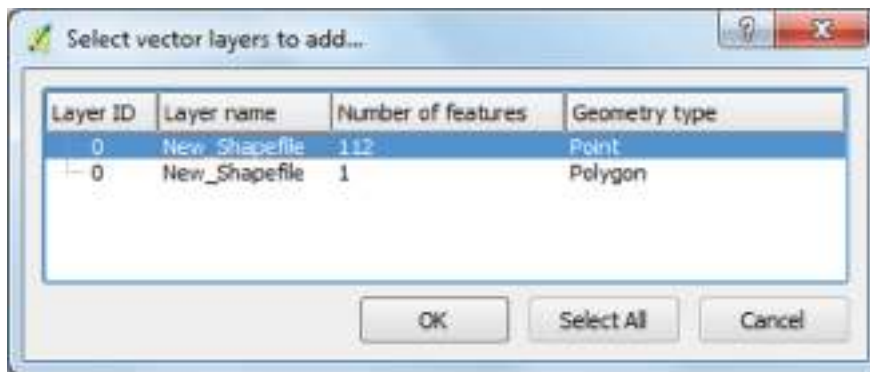 Select vector layers to add...
Layer ID Layer name Number of features Geometry type
0 New_Shapefile 112 Point
0 New_Shapefile 1 Polygon
OK Select All Cancel